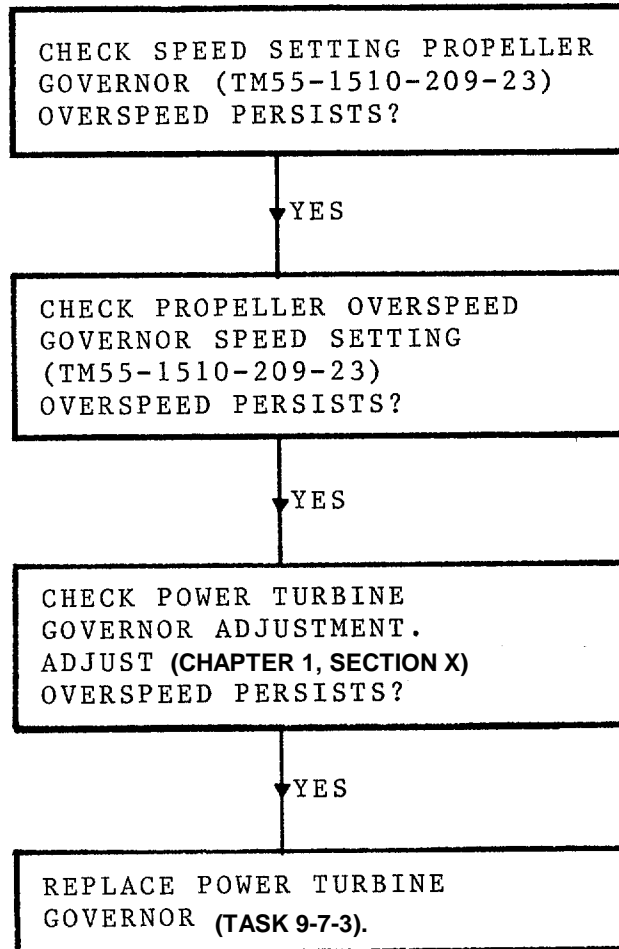 CHECK SPEED SETTING PROPELLER
GOVERNOR (TM55-1510-209-23)
OVERSPEED PERSISTS?
YES
CHECK PROPELLER OVERSPEED
GOVERNOR SPEED SETTING
(TM55-1510-209-23)
OVERSPEED PERSISTS?
YES
CHECK POWER TURBINE
GOVERNOR ADJUSTMENT.
ADJUST (CHAPTER 1, SECTION X)
OVERSPEED PERSISTS?
YES
REPLACE POWER TURBINE
GOVERNOR (TASK 9-7-3).